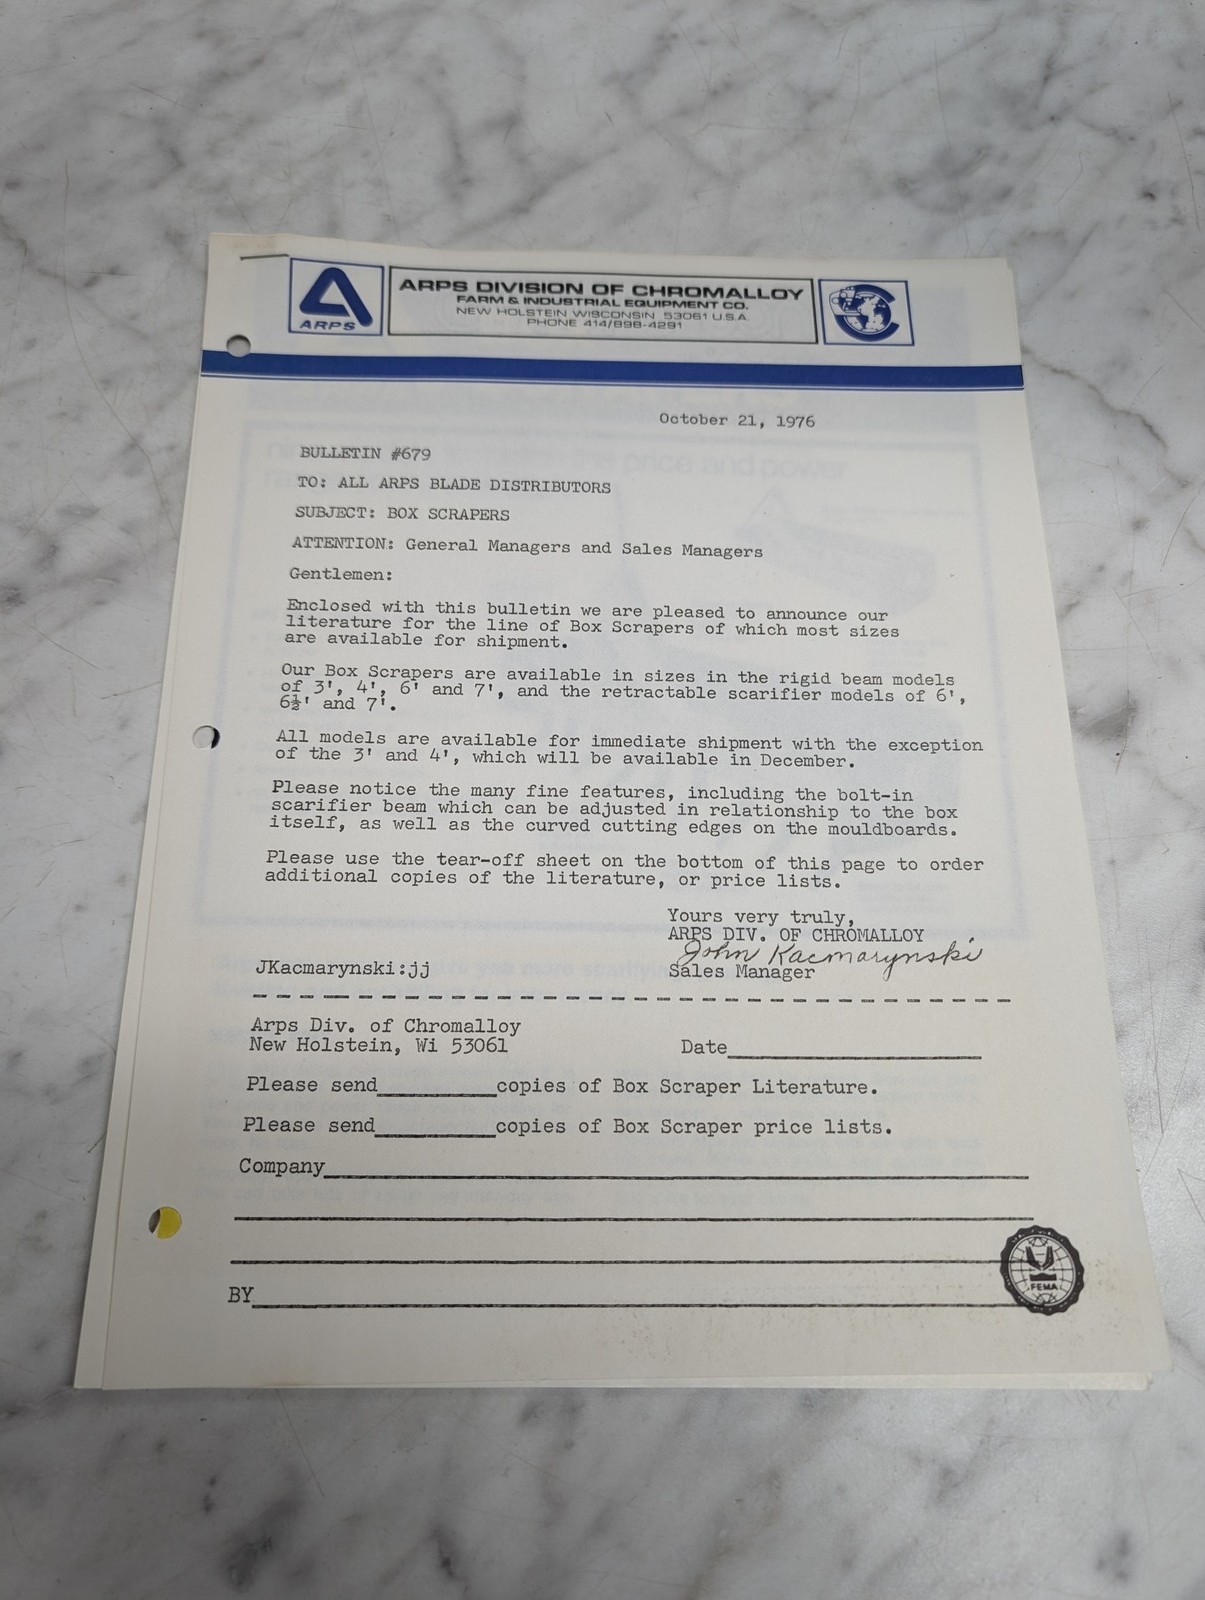 ARPS
ARPS DIVISION OF CHROMALLOY
FARM & INDUSTRIAL EQUIPMENT CO.
NEW HOLSTEIN WISCONSIN 53061 U.S.A.
PHONE 414/898-4291
October 21, 1976
BULLETIN #679
TO: ALL ARPS BLADE DISTRIBUTORS
SUBJECT: BOX SCRAPERS
ATTENTION: General Managers and Sales Managers
Gentlemen:
Enclosed with this bulletin we are pleased to announce our
literature for the line of Box Scrapers of which most sizes
are available for shipment.
Our Box Scrapers are available in sizes in the rigid beam models
of 3', 4', 6' and 7', and the retractable scarifier models of 6',
6½' and 7'.
All models are available for immediate shipment with the exception
of the 3' and 4', which will be available in December.
Please notice the many fine features, including the bolt-in
scarifier beam which can be adjusted in relationship to the box
itself, as well as the curved cutting edges on the mouldboards.
Please use the tear-off sheet on the bottom of this page to order
additional copies of the literature, or price lists.
Yours very truly,
ARPS DIV. OF CHROMALLOY
John Kacmarynski
JKacmarynski:jj Sales Manager
Arps Div. of Chromalloy
New Holstein, Wi 53061 Date
Please send copies of Box Scraper Literature.
Please send copies of Box Scraper price lists.
Company
BY
FEMA